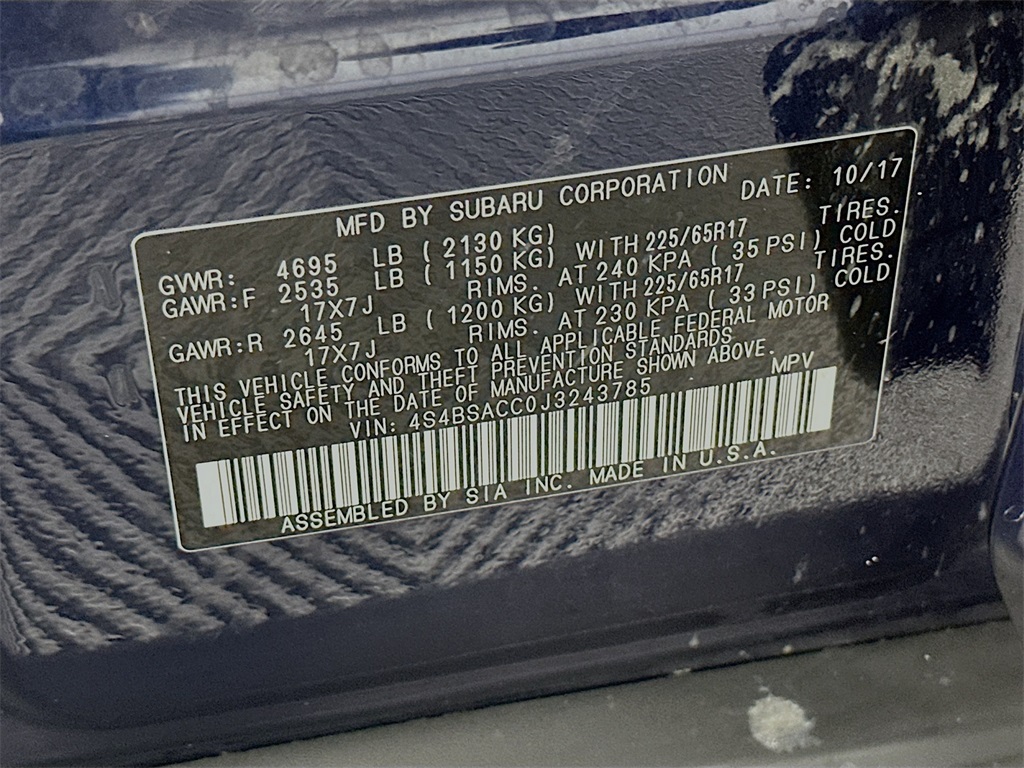 MFD BY SUBARU CORPORATION DATE: 10/17
GVWR: 4695 LB ( 2130 KG)
GAWR:F 2535 LB ( 1150 KG) WITH 225/65R17 TIRES.
17X7J RIMS. AT 240 KPA ( 35 PSI) COLD
GAWR:R 2645 LB ( 1200 KG) WITH 225/65R17 TIRES.
17X7J RIMS. AT 230 KPA ( 33 PSI) COLD
THIS VEHICLE CONFORMS TO ALL APPLICABLE FEDERAL MOTOR
VEHICLE SAFETY AND THEFT PREVENTION STANDARDS
IN EFFECT ON THE DATE OF MANUFACTURE SHOWN ABOVE.
VIN: 4S4BSACC0J3243785 MPV
ASSEMBLED BY SIA INC. MADE IN U.S.A.